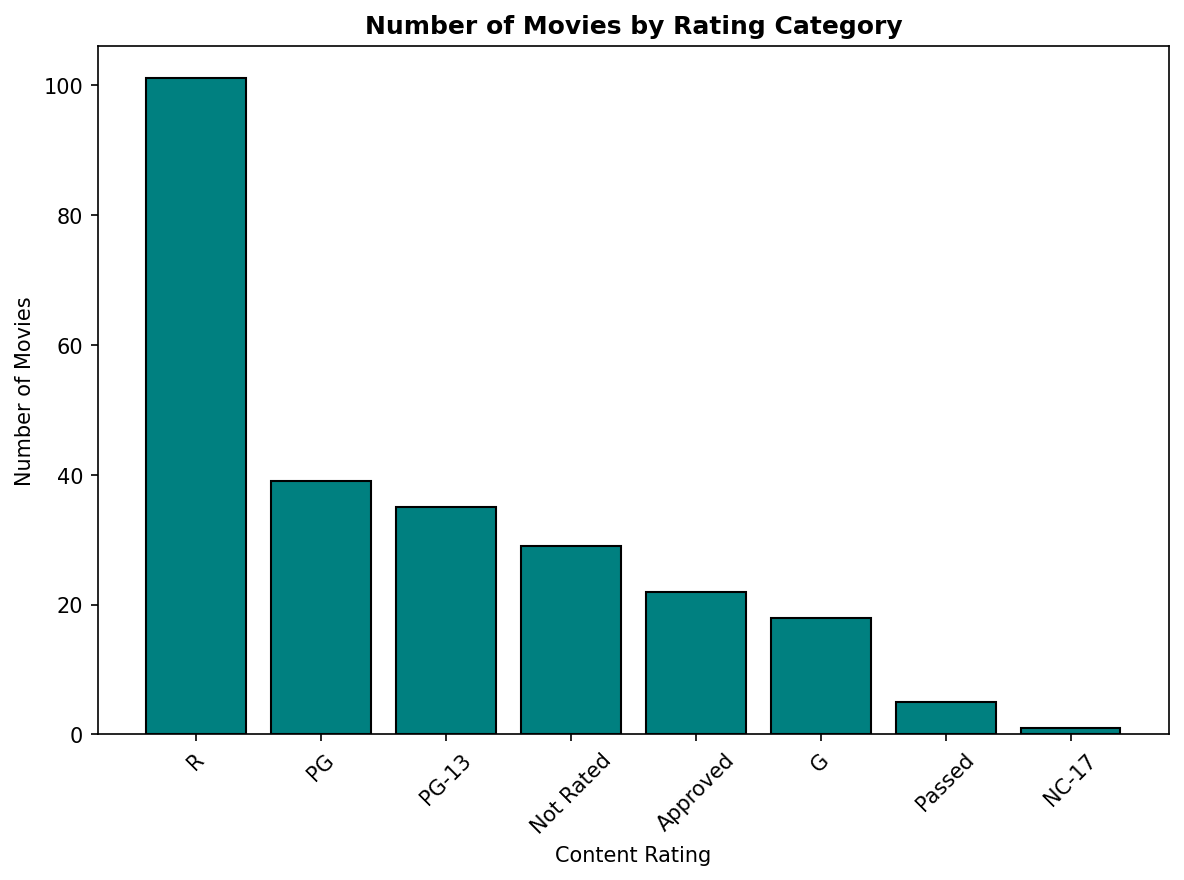 Number of Movies by Rating Category
Number of Movies
100
80
60
40
20
0
R
PG
PG-13
Not Rated
Approved
G
Passed
NC-17
Content Rating